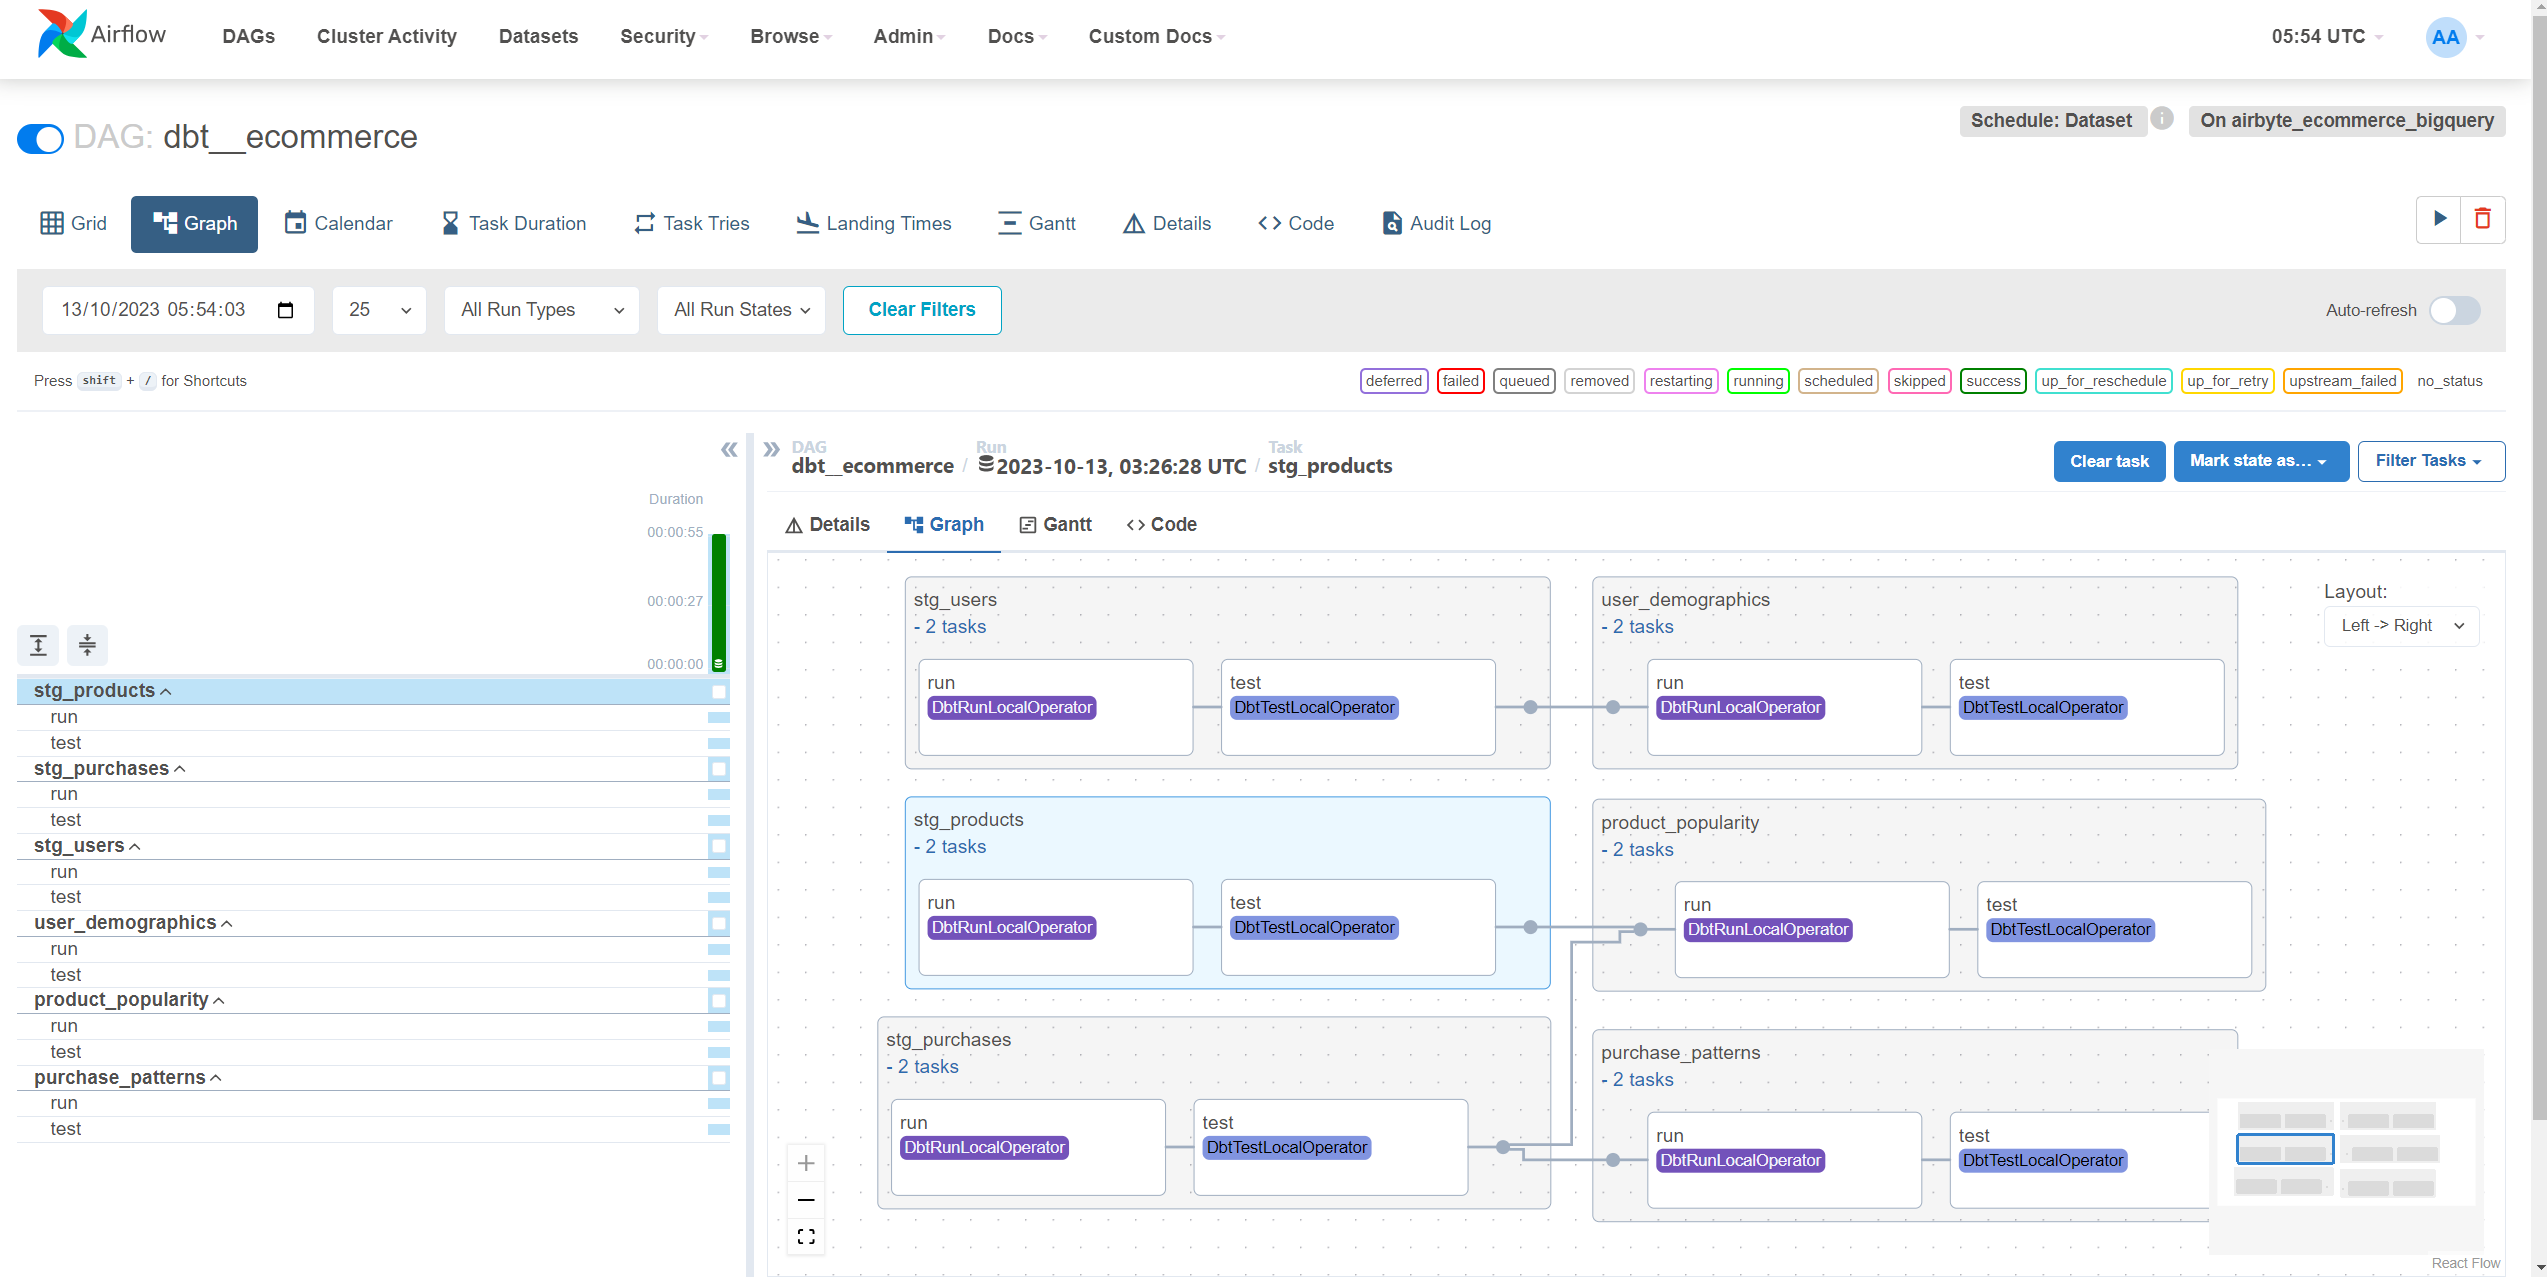 Airflow DAGs Cluster Activity Datasets Security Browse Admin Docs Custom Docs 05:54 UTC AA
DAG: dbt__ecommerce
Schedule: Dataset i On airbyte_ecommerce_bigquery
Grid Graph Calendar Task Duration Task Tries Landing Times Gantt Details Code Audit Log
13/10/2023 05:54:03 25 All Run Types All Run States Clear Filters Auto-refresh
Press shift + / for Shortcuts
deferred failed queued removed restarting running scheduled skipped success up_for_reschedule up_for_retry upstream_failed no_status
Duration
00:00:55
00:00:27
00:00:00
stg_products
run
test
stg_purchases
run
test
stg_users
run
test
user_demographics
run
test
product_popularity
run
test
purchase_patterns
run
test
DAG Run Task
dbt__ecommerce / 2023-10-13, 03:26:28 UTC / stg_products
Clear task Mark state as... Filter Tasks
Details Graph Gantt Code
Layout:
Left -> Right
stg_users
- 2 tasks
run
DbtRunLocalOperator
test
DbtTestLocalOperator
user_demographics
- 2 tasks
run
DbtRunLocalOperator
test
DbtTestLocalOperator
stg_products
- 2 tasks
run
DbtRunLocalOperator
test
DbtTestLocalOperator
product_popularity
- 2 tasks
run
DbtRunLocalOperator
test
DbtTestLocalOperator
stg_purchases
- 2 tasks
run
DbtRunLocalOperator
test
DbtTestLocalOperator
purchase_patterns
- 2 tasks
run
DbtRunLocalOperator
test
DbtTestLocalOperator
React Flow